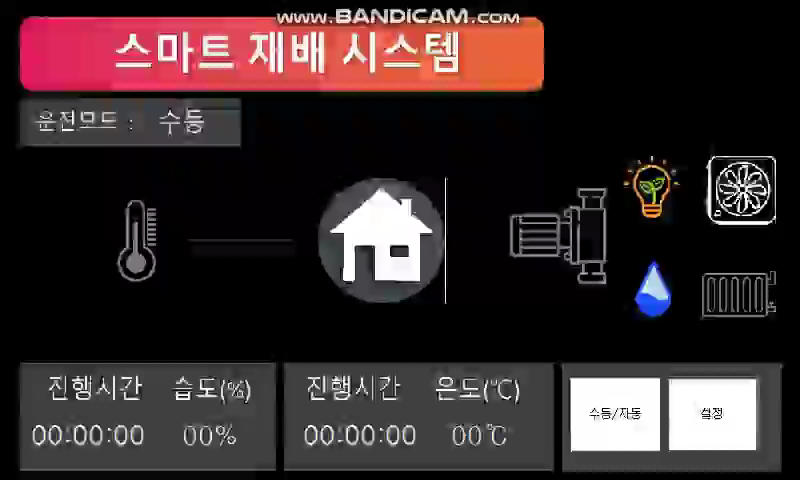 www.BANDICAM.com
스마트 재배 시스템
운전모드 : 수동
진행시간 습도(%)
00:00:00 00%
진행시간 온도(℃)
00:00:00 00℃
수동/자동
설정